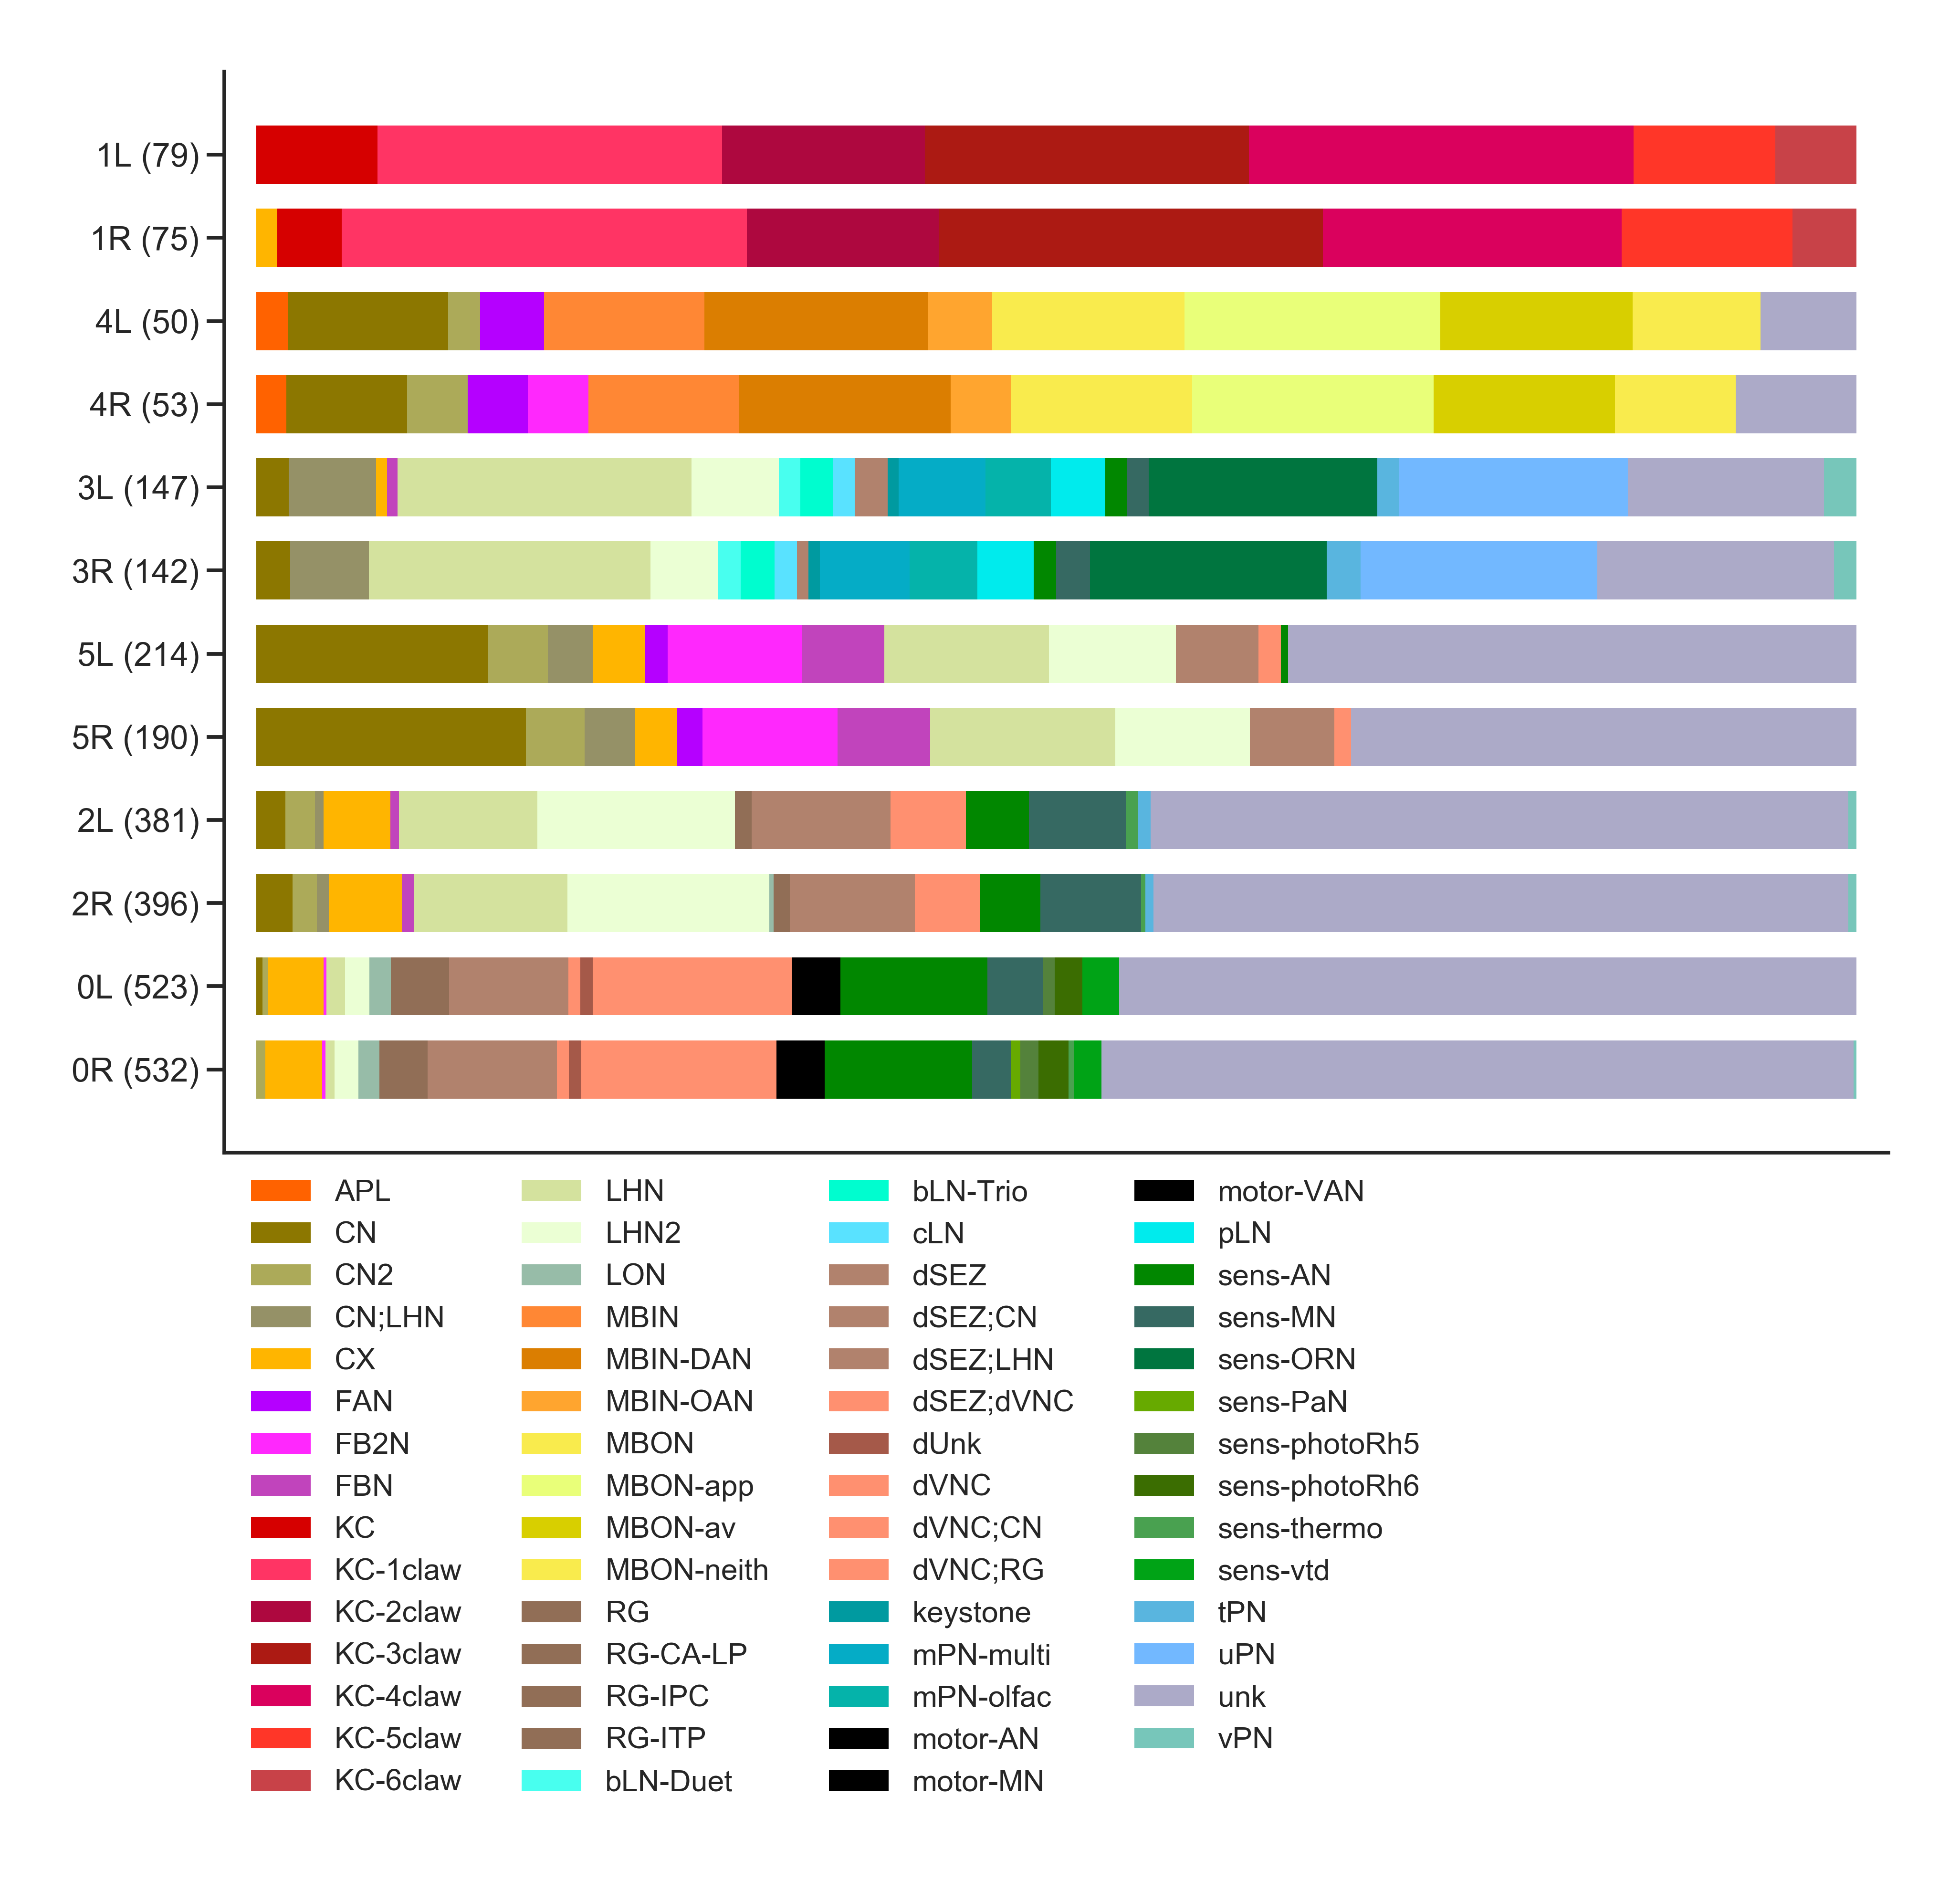 1L (79)
1R (75)
4L (50)
4R (53)
3L (147)
3R (142)
5L (214)
5R (190)
2L (381)
2R (396)
0L (523)
0R (532)
APL
CN
CN2
CN;LHN
CX
FAN
FB2N
FBN
KC
KC-1claw
KC-2claw
KC-3claw
KC-4claw
KC-5claw
KC-6claw
LHN
LHN2
LON
MBIN
MBIN-DAN
MBIN-OAN
MBON
MBON-app
MBON-av
MBON-neith
RG
RG-CA-LP
RG-IPC
RG-ITP
bLN-Duet
bLN-Trio
cLN
dSEZ
dSEZ;CN
dSEZ;LHN
dSEZ;dVNC
dUnk
dVNC
dVNC;CN
dVNC;RG
keystone
mPN-multi
mPN-olfac
motor-AN
motor-MN
motor-VAN
pLN
sens-AN
sens-MN
sens-ORN
sens-PaN
sens-photoRh5
sens-photoRh6
sens-thermo
sens-vtd
tPN
uPN
unk
vPN